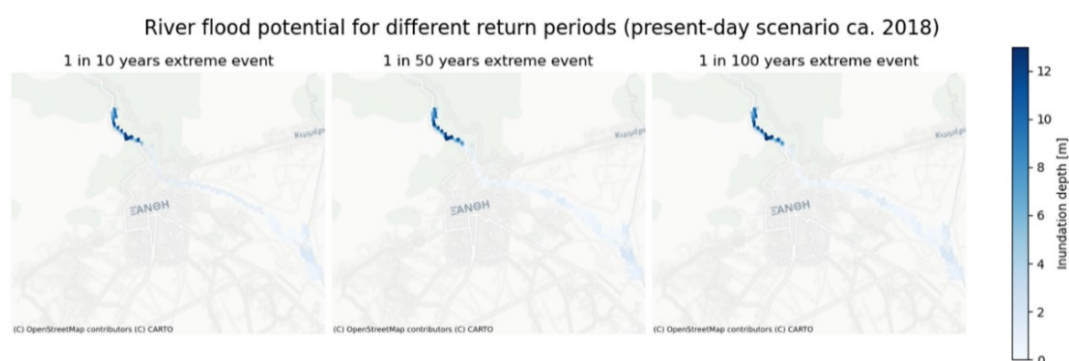 River flood potential for different return periods (present-day scenario ca. 2018)
1 in 10 years extreme event
1 in 50 years extreme event
1 in 100 years extreme event
ΞΑΝΘΗ
ΞΑΝΘΗ
ΞΑΝΘΗ
(C) OpenStreetMap contributors (C) CARTO
(C) OpenStreetMap contributors (C) CARTO
(C) OpenStreetMap contributors (C) CARTO
12
10
8
6
4
2
0
Inundation depth [m]